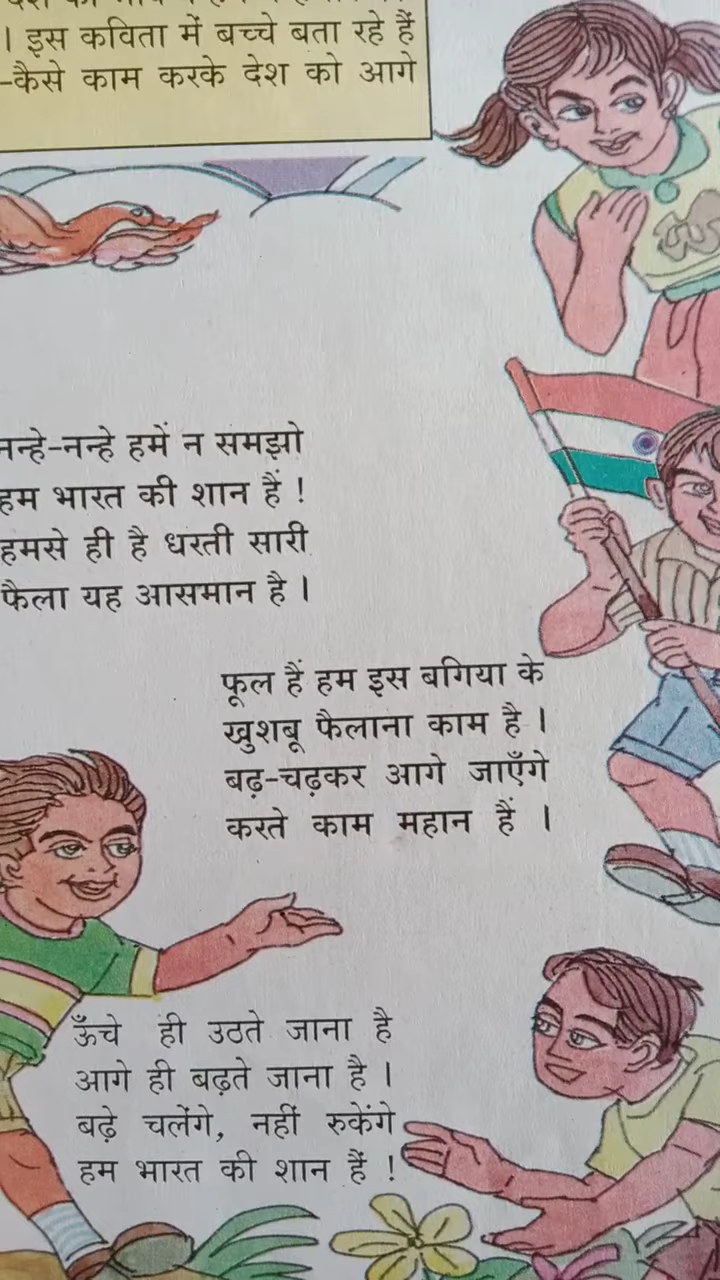 । इस कविता में बच्चे बता रहे हैं
-कैसे काम करके देश को आगे
नन्हे-नन्हे हमें न समझो
हम भारत की शान हैं !
हमसे ही है धरती सारी
फैला यह आसमान है ।
फूल हैं हम इस बगिया के
खुशबू फैलाना काम है ।
बढ़-चढ़कर आगे जाएँगे
करते काम महान हैं ।
ऊँचे ही उठते जाना है
आगे ही बढ़ते जाना है ।
बढ़े चलेंगे, नहीं रुकेंगे
हम भारत की शान हैं !